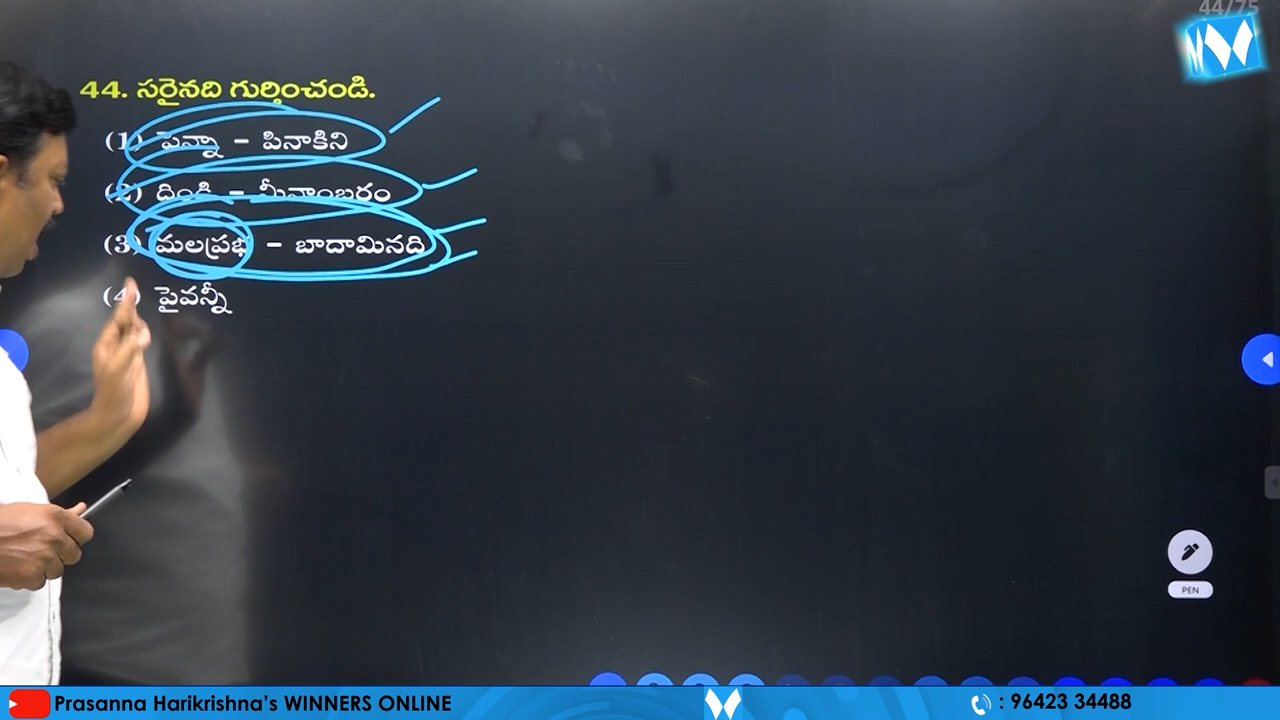 44/75
44. సరైనది గుర్తించండి.
(1) పెన్నా – పినాకిని
(2) దిండి – మీనాంబరం
(3) మలప్రభ – బాదామినది
(4) పైవన్నీ
PEN
Prasanna Harikrishna's WINNERS ONLINE
W
: 96423 34488